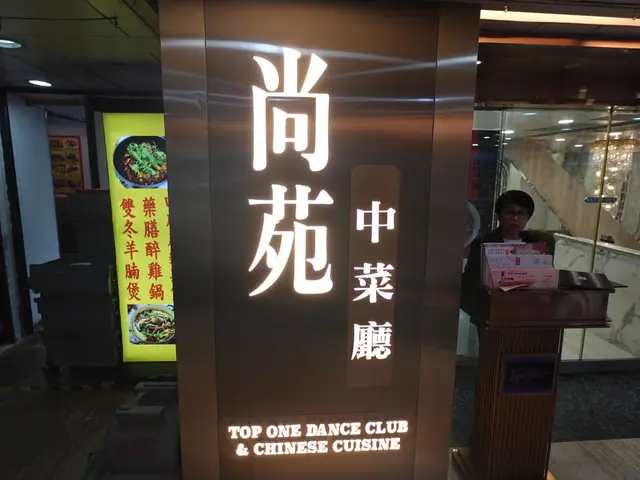 尚苑
中菜廳
TOP ONE DANCE CLUB
& CHINESE CUISINE
藥膳醉雞鍋
雙冬羊腩煲